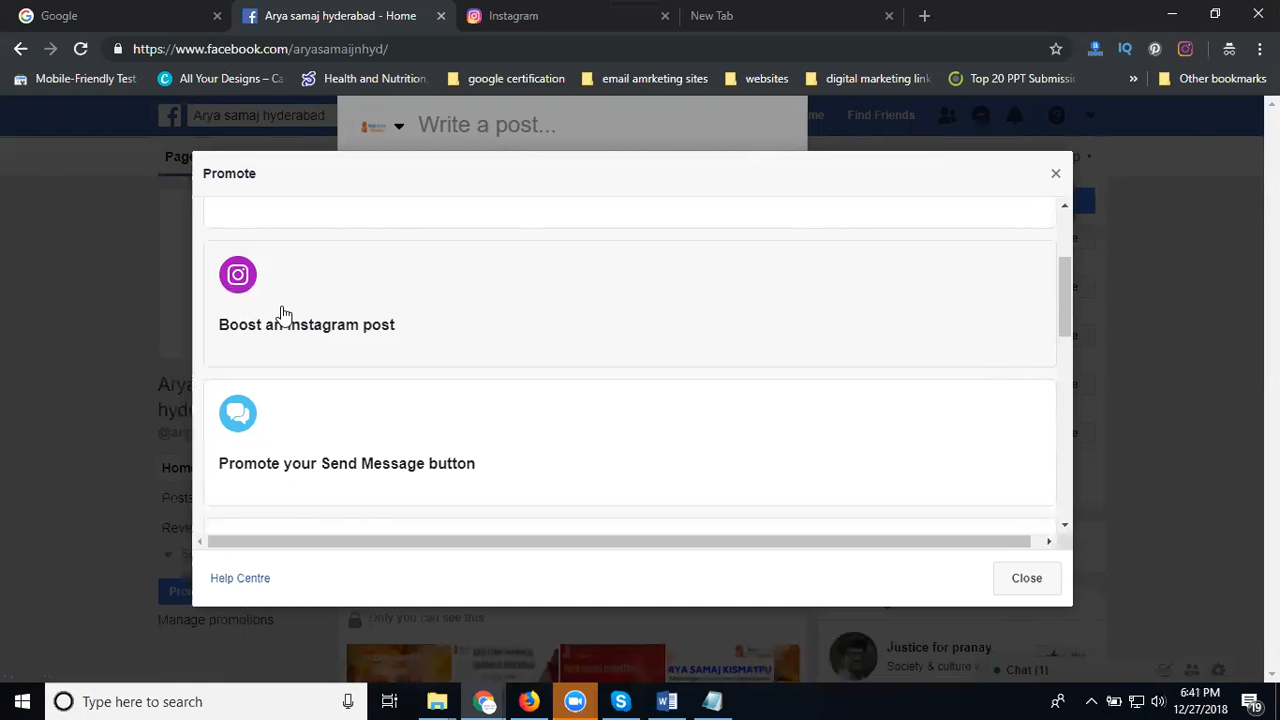 Google
Arya samaj hyderabad - Home
Instagram
New Tab
https://www.facebook.com/aryasamaijnhyd/
IQ
Mobile-Friendly Test
All Your Designs – Ca
Health and Nutrition,
google certification
email amrketing sites
websites
digital marketing link
Top 20 PPT Submissi
Other bookmarks
Arya samaj hyderabad
Find Friends
Write a post...
Promote
Boost an Instagram post
Promote your Send Message button
Help Centre
Close
Manage promotions
Only you can see this
Justice for pranay
Society & culture
Chat (1)
Type here to search
6:41 PM
12/27/2018
19